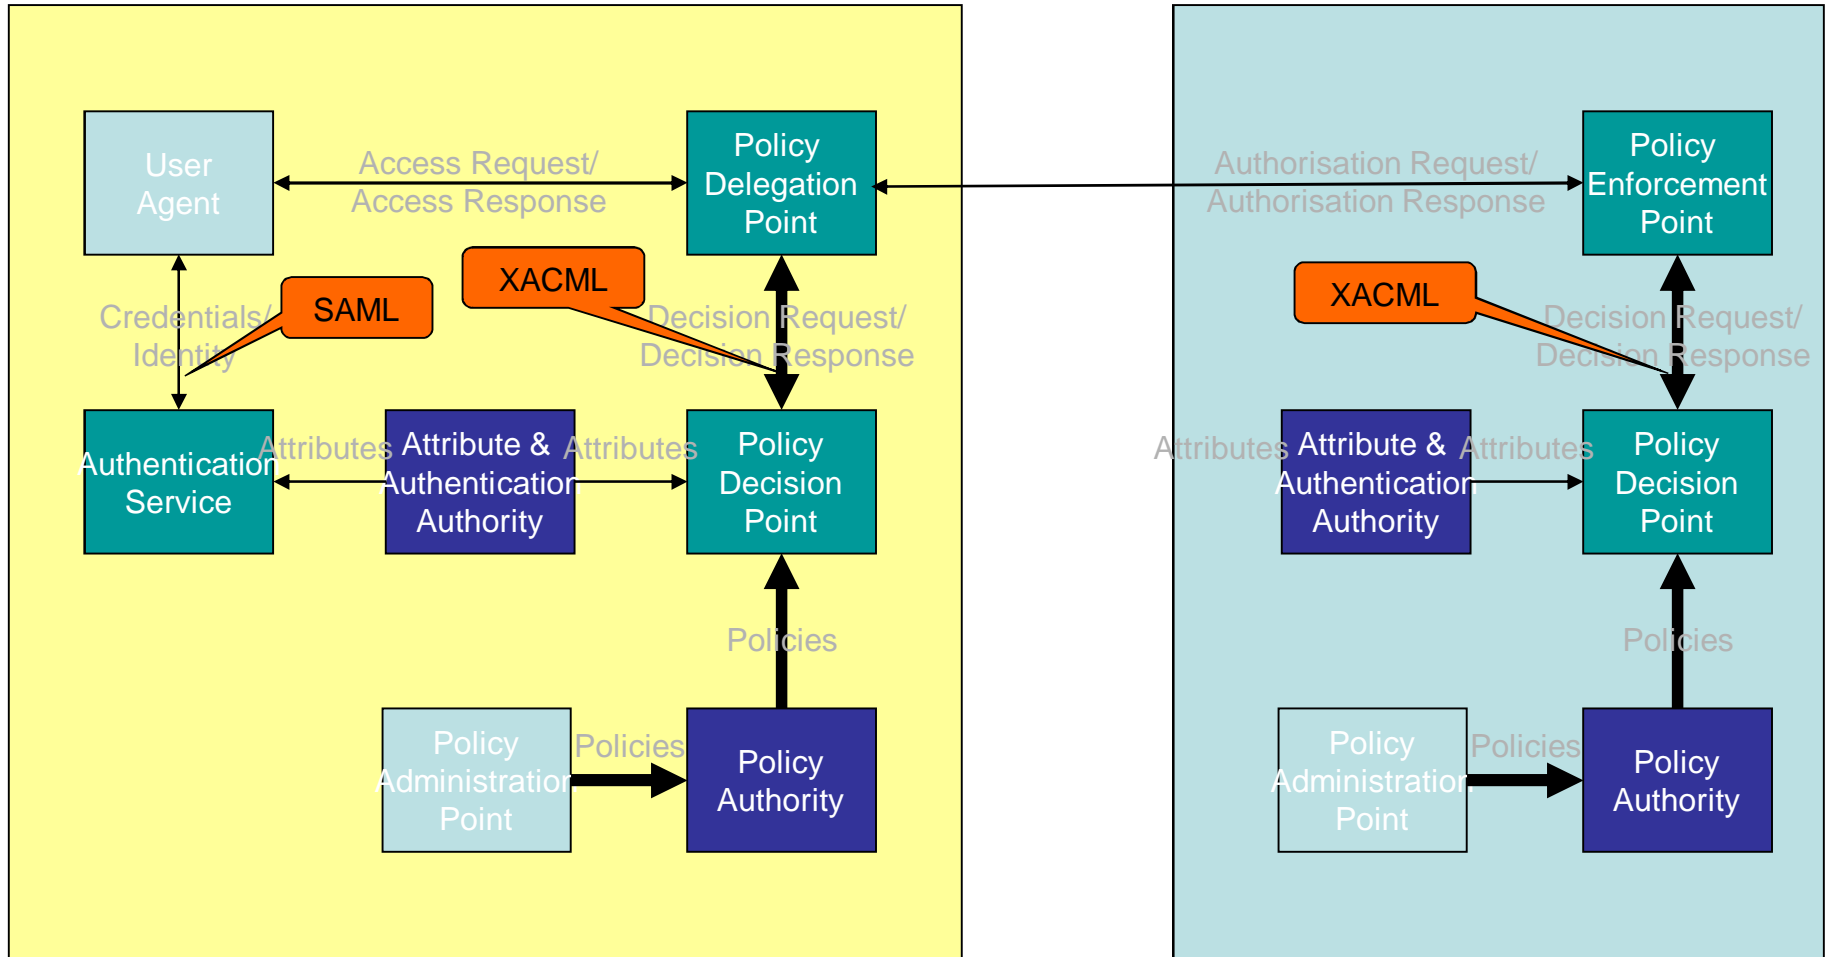 User
Agent
Access Request/
Access Response
Policy
Delegation
Point
Authorisation Request/
Authorisation Response
Policy
Enforcement
Point
Credentials/
Identity
SAML
XACML
Decision Request/
Decision Response
XACML
Decision Request/
Decision Response
Authentication
Service
Attributes
Attribute &
Authentication
Authority
Attributes
Policy
Decision
Point
Attributes
Attribute &
Authentication
Authority
Attributes
Policy
Decision
Point
Policies
Policies
Policy
Administration
Point
Policies
Policy
Authority
Policy
Administration
Point
Policies
Policy
Authority